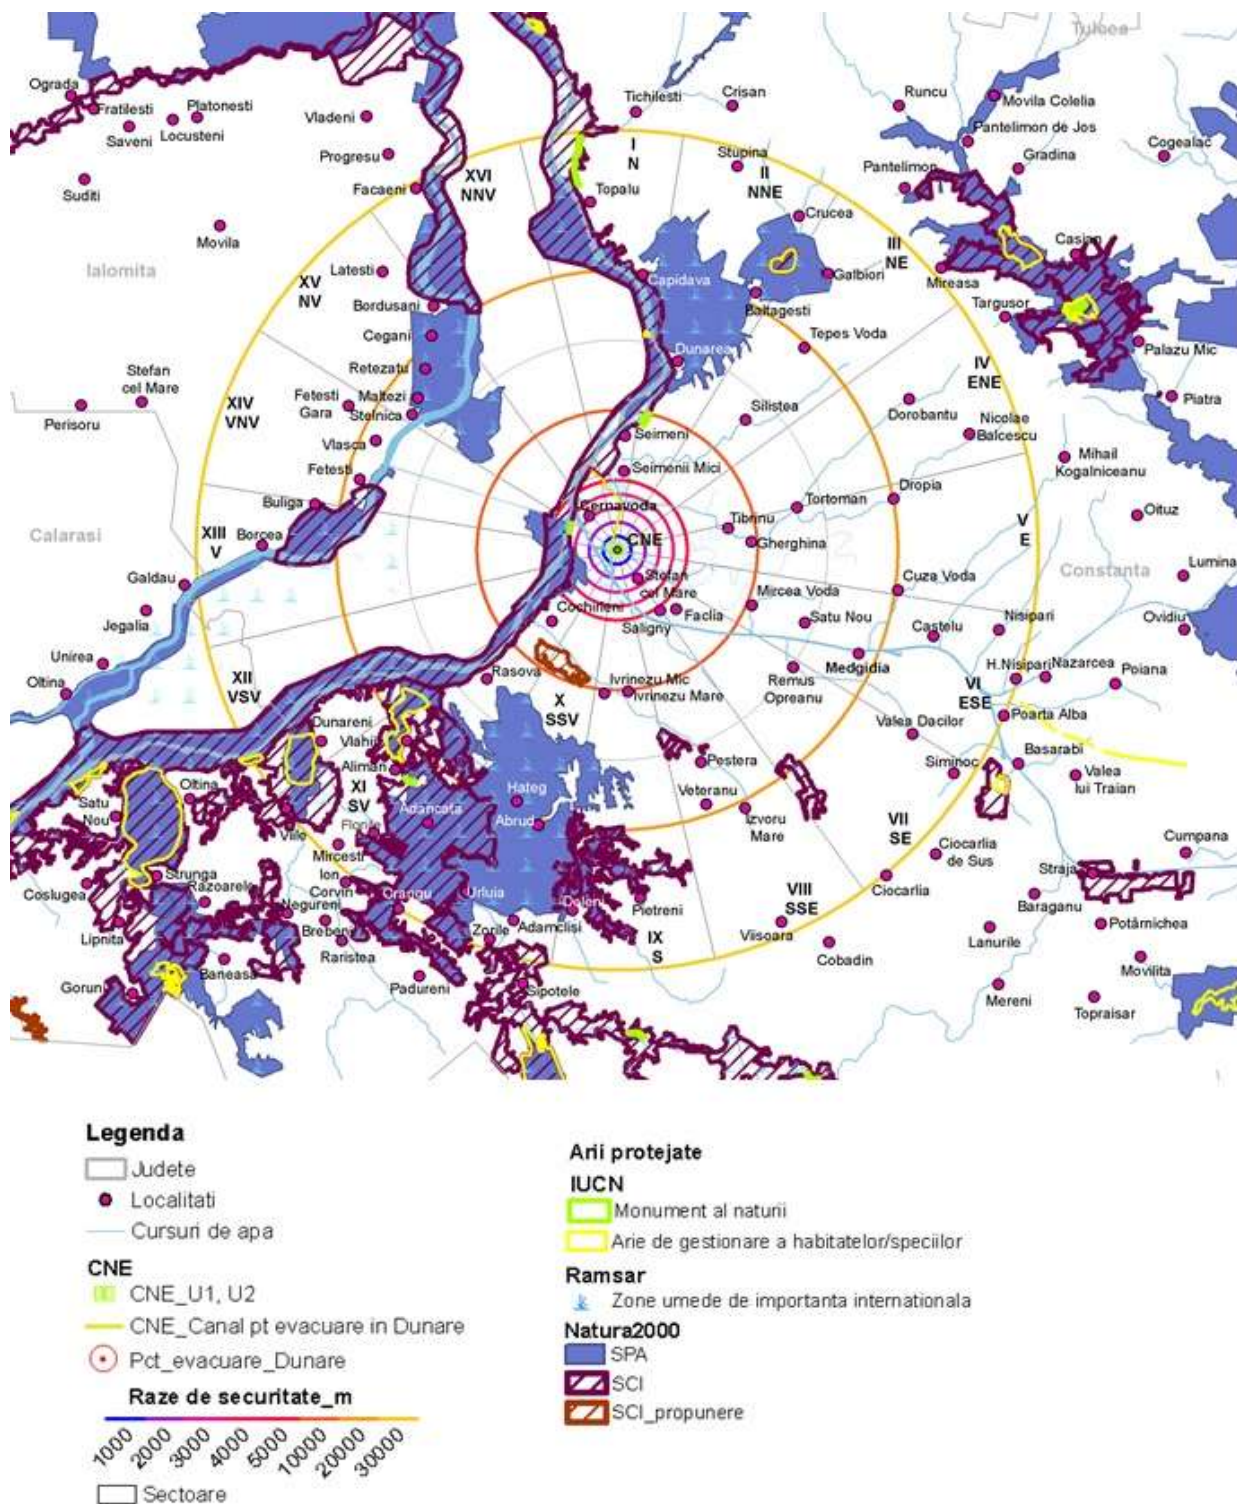 Tulcea
Ograda
Fratilesti
Platonesti
Saveni
Locusteni
Vladeni
Tichilesti
Crisan
Runcu
Movila Colelia
Pantelimon de Jos
Cogealac
Progresu
Suditi
Facaeni
XVI
NNV
I
N
Stupina
II
NNE
Pantelimon
Gradina
Topalu
Movila
Crucea
Casian
Ialomita
Latesti
XV
NV
Capidava
Galbiori
III
NE
Mireasa
Bordusani
Baltagesti
Targusor
Cegani
Tepes Voda
Palazu Mic
Dunarea
Retezatu
Stefan
cel Mare
IV
ENE
Piatra
Fetesti
Gara
Maltezi
Stelnica
XIV
VNV
Perisoru
Silistea
Dorobantu
Nicolae
Balcescu
Vlasca
Seimeni
Mihail
Kogalniceanu
Fetesti
Seimenii Mici
Buliga
Cernavoda
Tortoman
Dropia
Oituz
Calarasi
XIII
V
Borcea
Tibrinu
V
E
CNE
Gherghina
Galdau
Stefan
cel Mare
Cuza Voda
Constanta
Lumina
Jegalia
Cochirleni
Faclia
Saligny
Mircea Voda
Satu Nou
Castelu
Nisipari
Ovidiu
Unirea
Medgidia
Oltina
XII
VSV
Rasova
Ivrinezu Mic
Ivrinezu Mare
Remus
Opreanu
H.Nisipari
Nazarcea
Poiana
X
SSV
VI
ESE
Poarta Alba
Dunareni
Vlahii
Valea Dacilor
Basarabi
Aliman
Pestera
Siminoc
Valea
lui Traian
Oltina
XI
SV
Hateg
Veteranu
Satu
Nou
Adancata
Abrud
Izvoru
Mare
VII
SE
Viile
Florile
Mircesti
Ciocarlia
de Sus
Cumpana
Strunga
Ion
Corvin
Straja
Coslugea
Razoarele
Crangu
Urluia
Ciocarlia
Negureni
Doleni
Pietreni
VIII
SSE
Baraganu
Lipnita
Brebeni
Zorile
Adamclisi
IX
S
Viisoara
Lanurile
Potârnichea
Raristea
Cobadin
Baneasa
Movilita
Gorun
Padureni
Sipotele
Mereni
Topraisar
Legenda
Judete
Localitati
Cursuri de apa
CNE
CNE_U1, U2
CNE_Canal pt evacuare in Dunare
Pct_evacuare_Dunare
Raze de securitate_m
1000
2000
3000
4000
5000
10000
20000
30000
Sectoare
Arii protejate
IUCN
Monument al naturii
Arie de gestionare a habitatelor/speciilor
Ramsar
Zone umede de importanta internationala
Natura2000
SPA
SCI
SCI_propunere